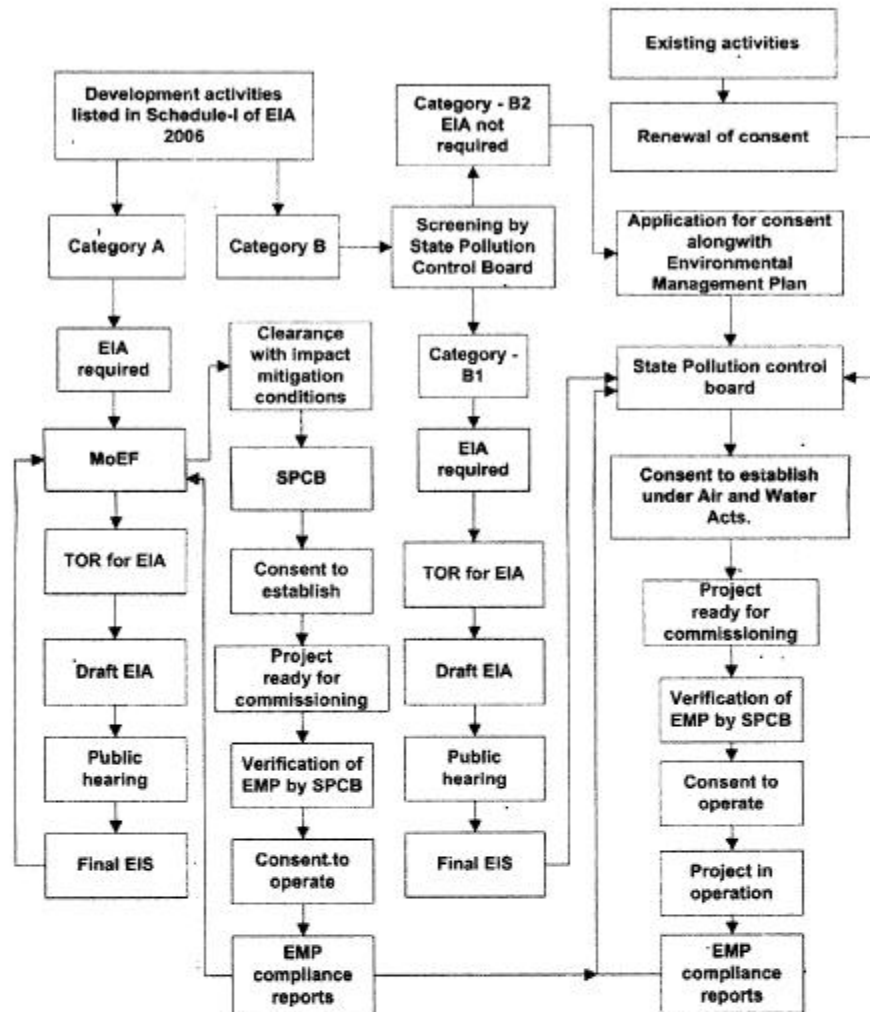 Existing activities
Development activities
listed in Schedule-I of EIA
2006
Category - B2
EIA not
required
Renewal of consent
Category A
Category B
Screening by
State Pollution
Control Board
Application for consent
alongwith
Environmental
Management Plan
EIA
required
Clearance
with impact
mitigation
conditions
Category -
B1
State Pollution control
board
MoEF
SPCB
EIA
required
Consent to establish
under Air and Water
Acts.
TOR for EIA
Consent to
establish
TOR for EIA
Project
ready for
commissioning
Draft EIA
Project
ready for
commissioning
Draft EIA
Verification of
EMP by SPCB
Public
hearing
Verification of
EMP by SPCB
Public
hearing
Consent to
operate
Final EIS
Consent to
operate
Final EIS
Project in
operation
EMP
compliance
reports
EMP
compliance
reports